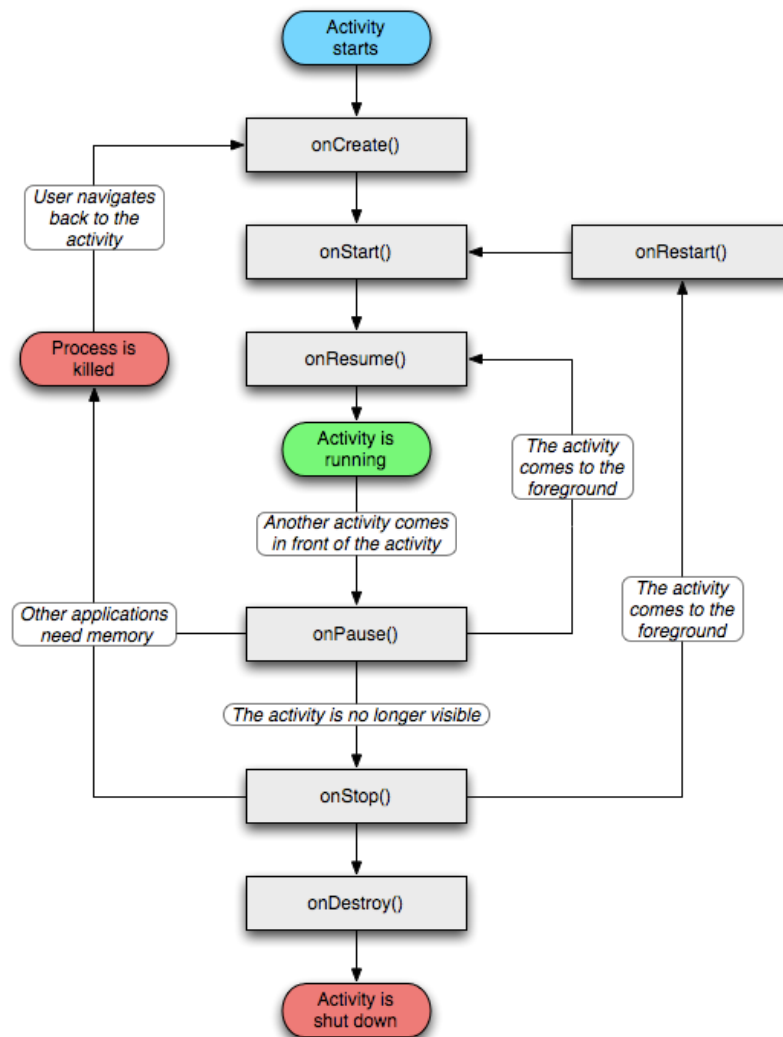 Activity
starts
onCreate()
User navigates
back to the
activity
onStart()
onRestart()
Process is
killed
onResume()
Activity is
running
The activity
comes to the
foreground
Another activity comes
in front of the activity
Other applications
need memory
onPause()
The activity
comes to the
foreground
The activity is no longer visible
onStop()
onDestroy()
Activity is
shut down